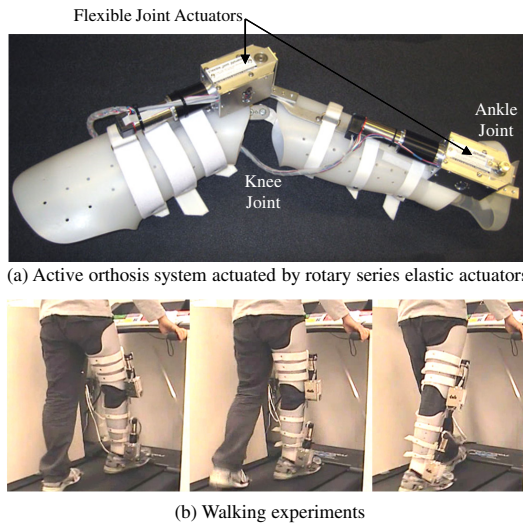 Flexible Joint Actuators
Ankle
Joint
Knee
Joint
(a) Active orthosis system actuated by rotary series elastic actuators
(b) Walking experiments